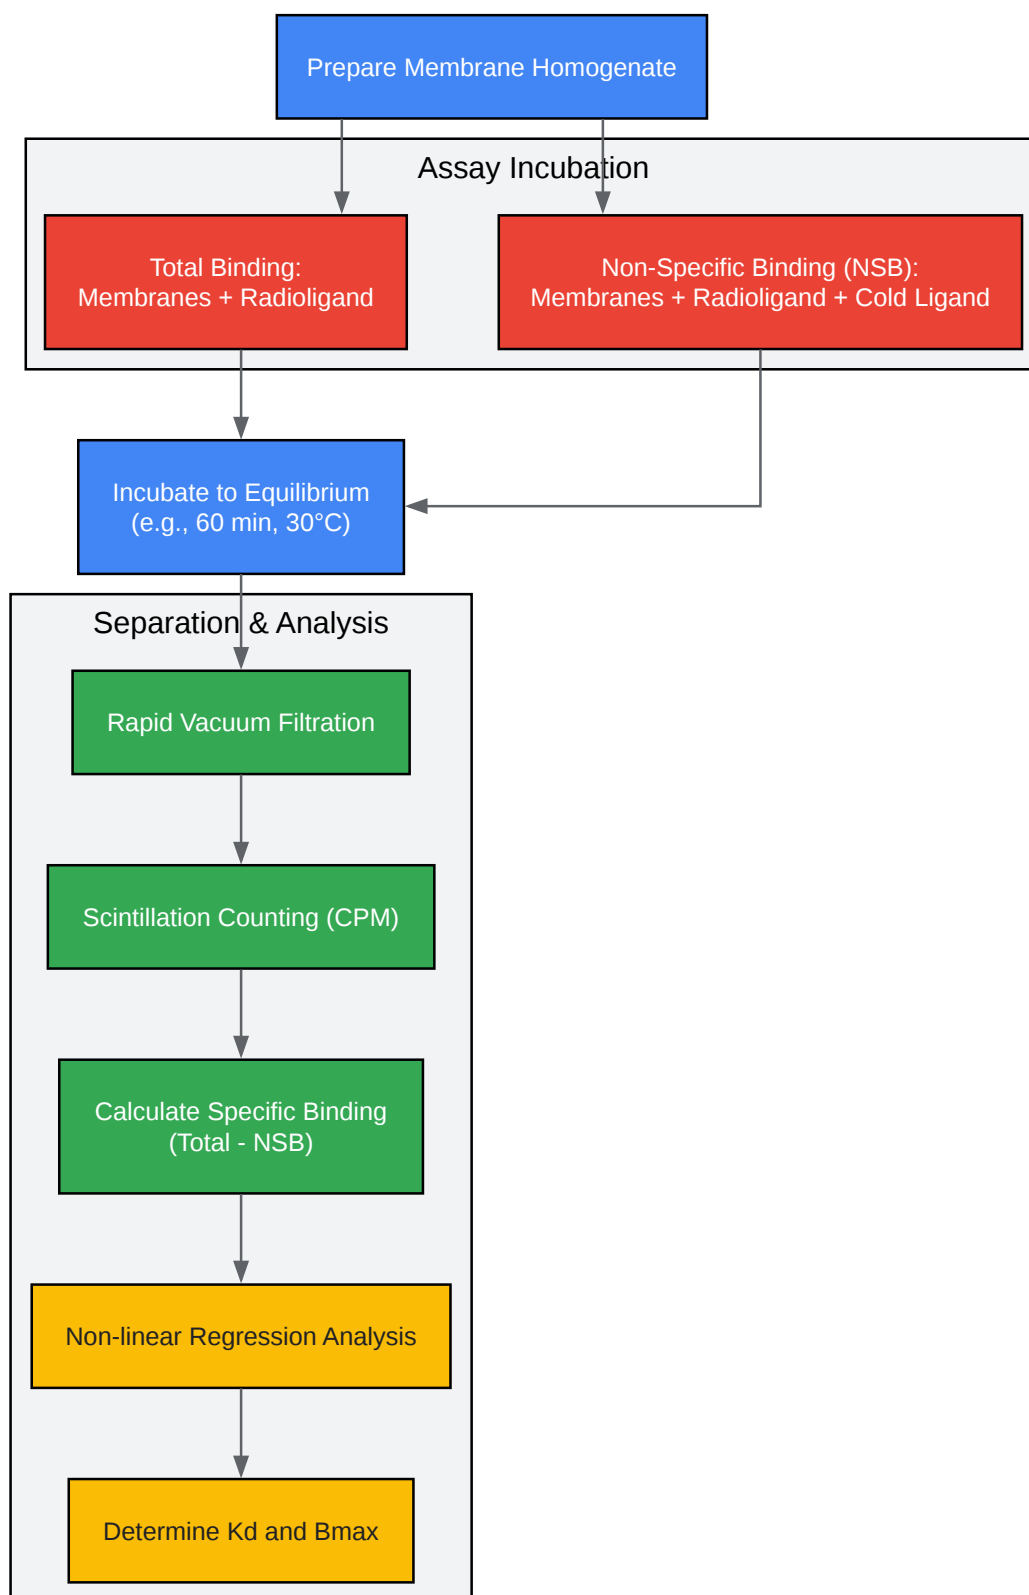 Prepare Membrane Homogenate
Assay Incubation
Total Binding:
Membranes + Radioligand
Non-Specific Binding (NSB):
Membranes + Radioligand + Cold Ligand
Incubate to Equilibrium
(e.g., 60 min, 30°C)
Separation & Analysis
Rapid Vacuum Filtration
Scintillation Counting (CPM)
Calculate Specific Binding
(Total - NSB)
Non-linear Regression Analysis
Determine Kd and Bmax